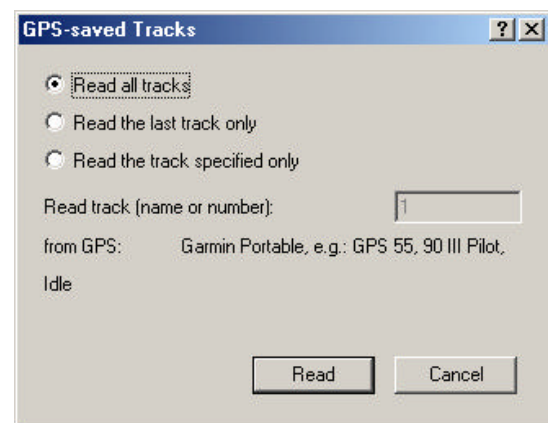 GPS-saved Tracks
Read all tracks
Read the last track only
Read the track specified only
Read track (name or number): 1
from GPS: Garmin Portable, e.g.: GPS 55, 90 III Pilot,
Idle
Read Cancel